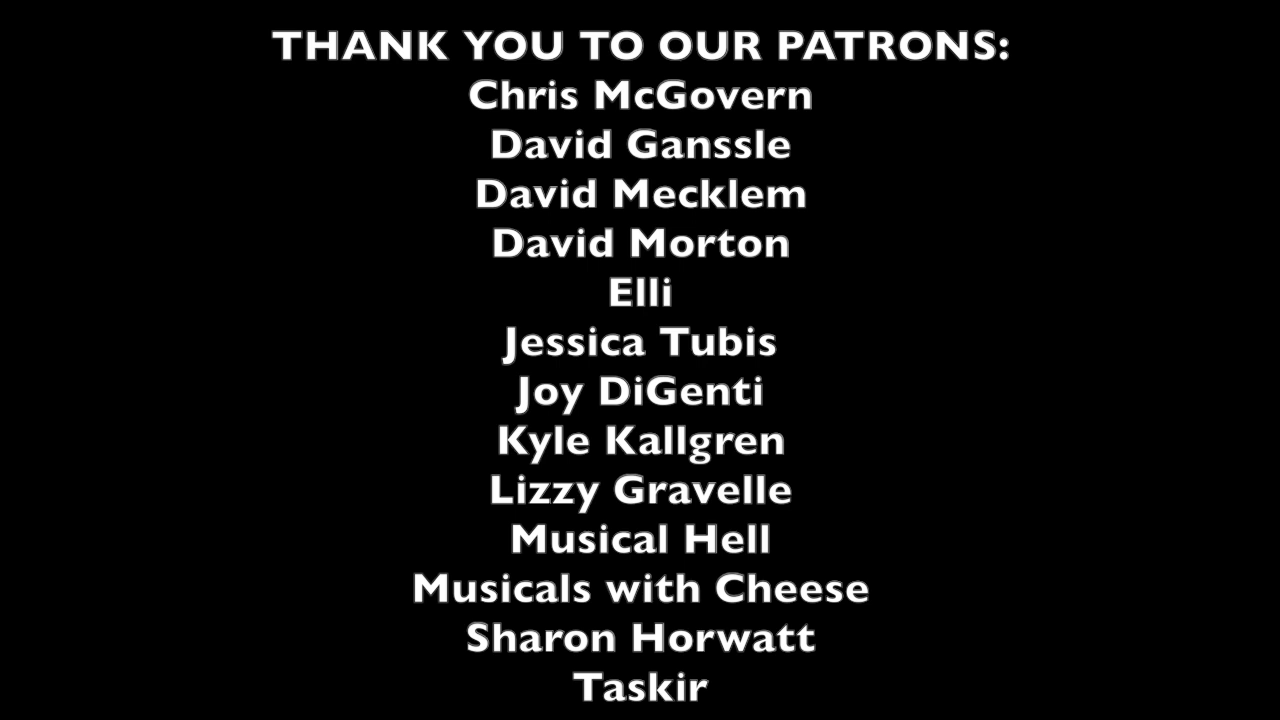 THANK YOU TO OUR PATRONS:
Chris McGovern
David Ganssle
David Mecklem
David Morton
Elli
Jessica Tubis
Joy DiGenti
Kyle Kallgren
Lizzy Gravelle
Musical Hell
Musicals with Cheese
Sharon Horwatt
Taskir